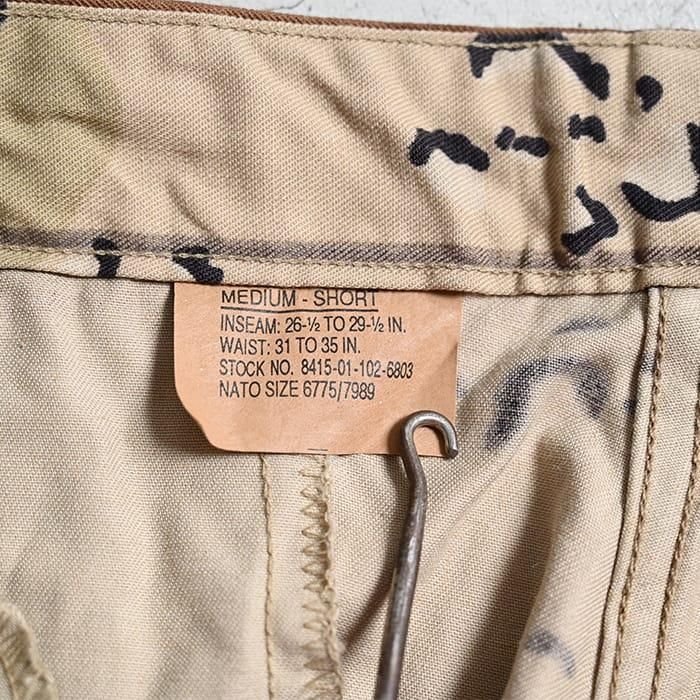 MEDIUM - SHORT
INSEAM: 26-½ TO 29-½ IN.
WAIST: 31 TO 35 IN.
STOCK NO. 8415-01-102-6803
NATO SIZE 6775/7989